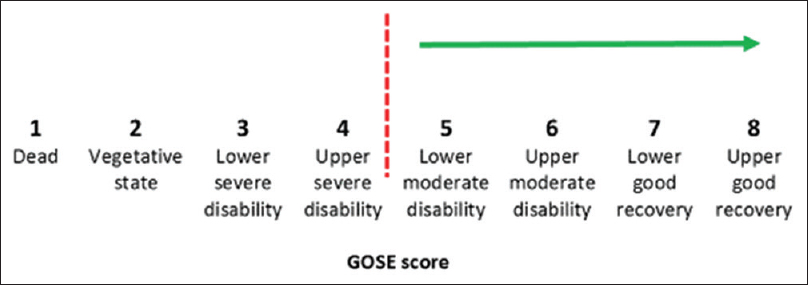 1 2 3 4 5 6 7 8
Dead Vegetative Lower Upper Lower Upper Lower Upper
state severe severe moderate moderate good good
disability disability disability disability recovery recovery
GOSE score